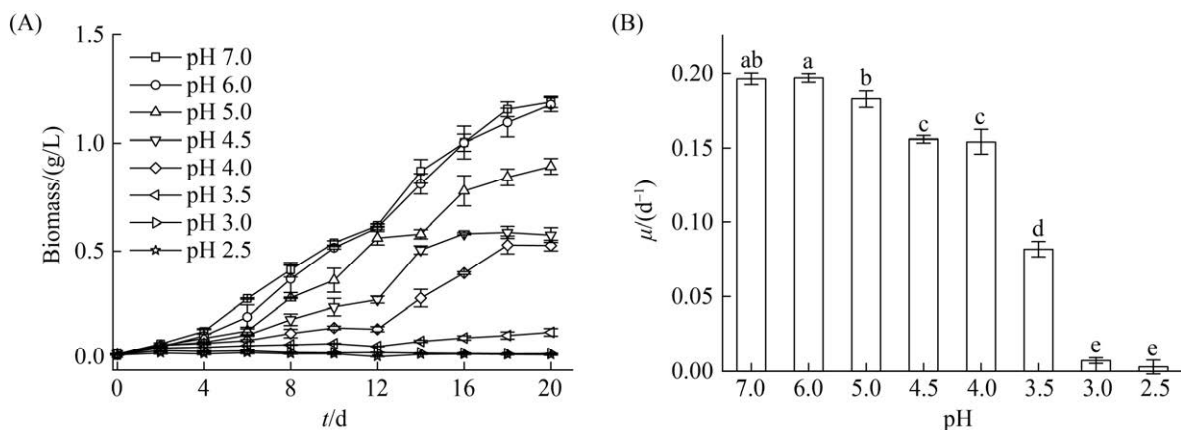 (A)
1.5
1.0
0.5
0.0
Biomass/(g/L)
pH 7.0
pH 6.0
pH 5.0
pH 4.5
pH 4.0
pH 3.5
pH 3.0
pH 2.5
0 4 8 12 16 20
t/d
(B)
0.20
0.15
0.10
0.05
0.00
μ/(d⁻¹)
ab a b c c d e e
7.0 6.0 5.0 4.5 4.0 3.5 3.0 2.5
pH